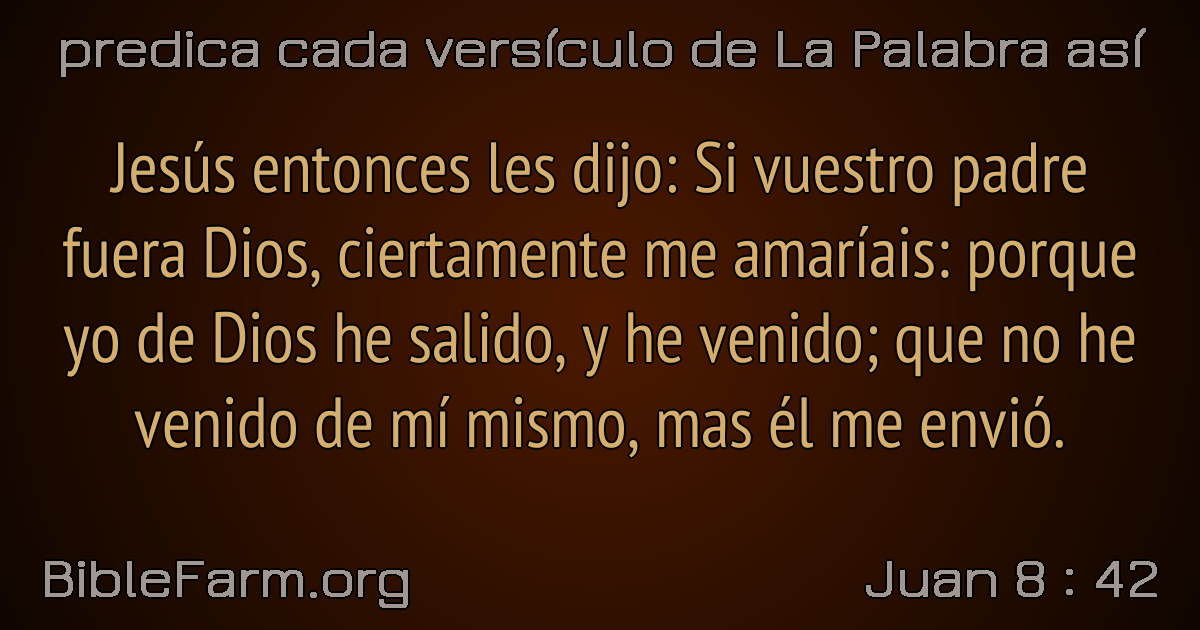 predica cada versículo de La Palabra así
Jesús entonces les dijo: Si vuestro padre
fuera Dios, ciertamente me amaríais: porque
yo de Dios he salido, y he venido; que no he
venido de mí mismo, mas él me envió.
BibleFarm.org
Juan 8 : 42